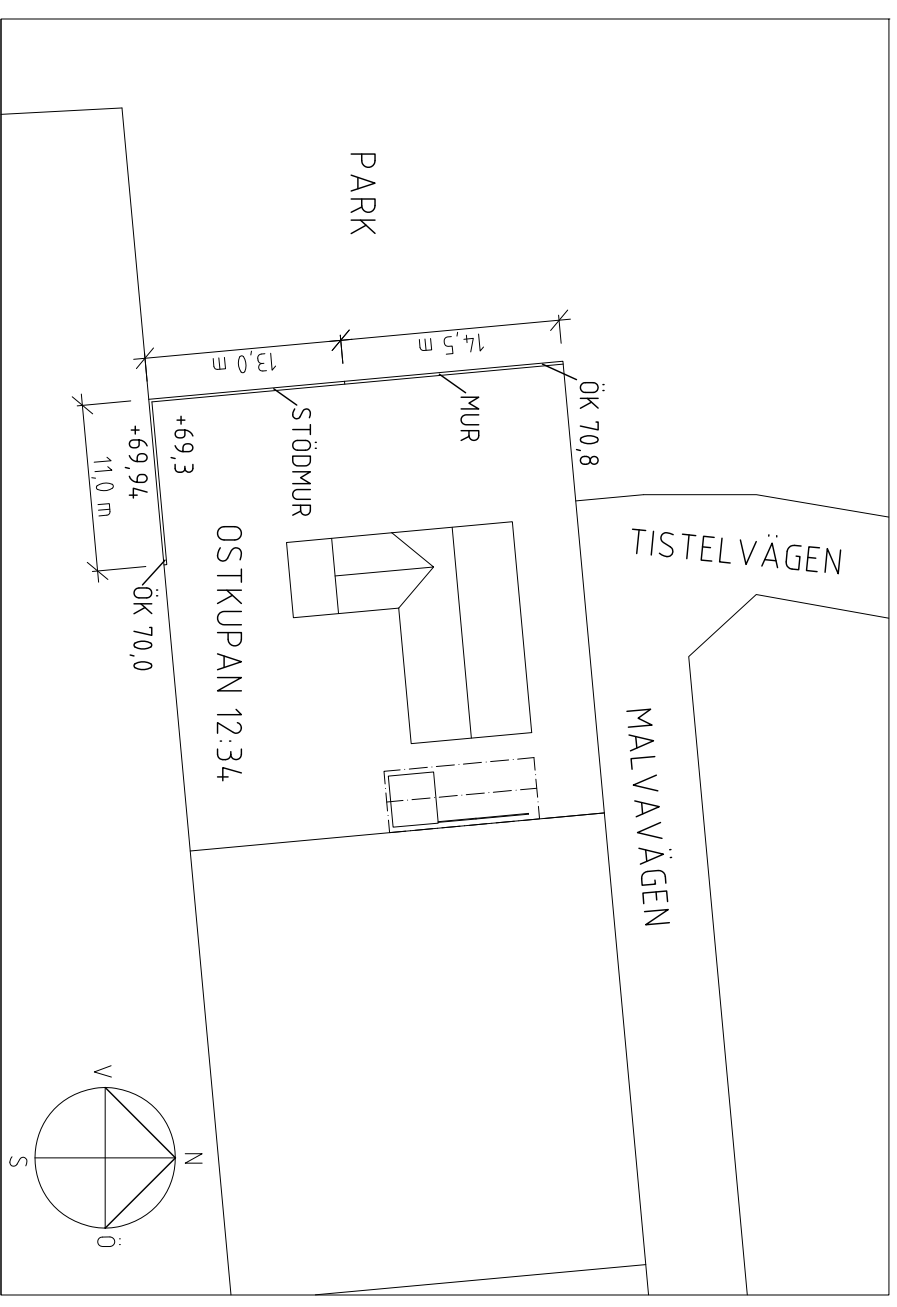 TISTELVÄGEN
MALVAVÄGEN
ÖK 70,8
14,5 m
MUR
PARK
13,0 m
STÖDMUR
+69,3
OSTKUPAN 12:34
+69,94
11,0 m
ÖK 70,0
N
V
Ö
S